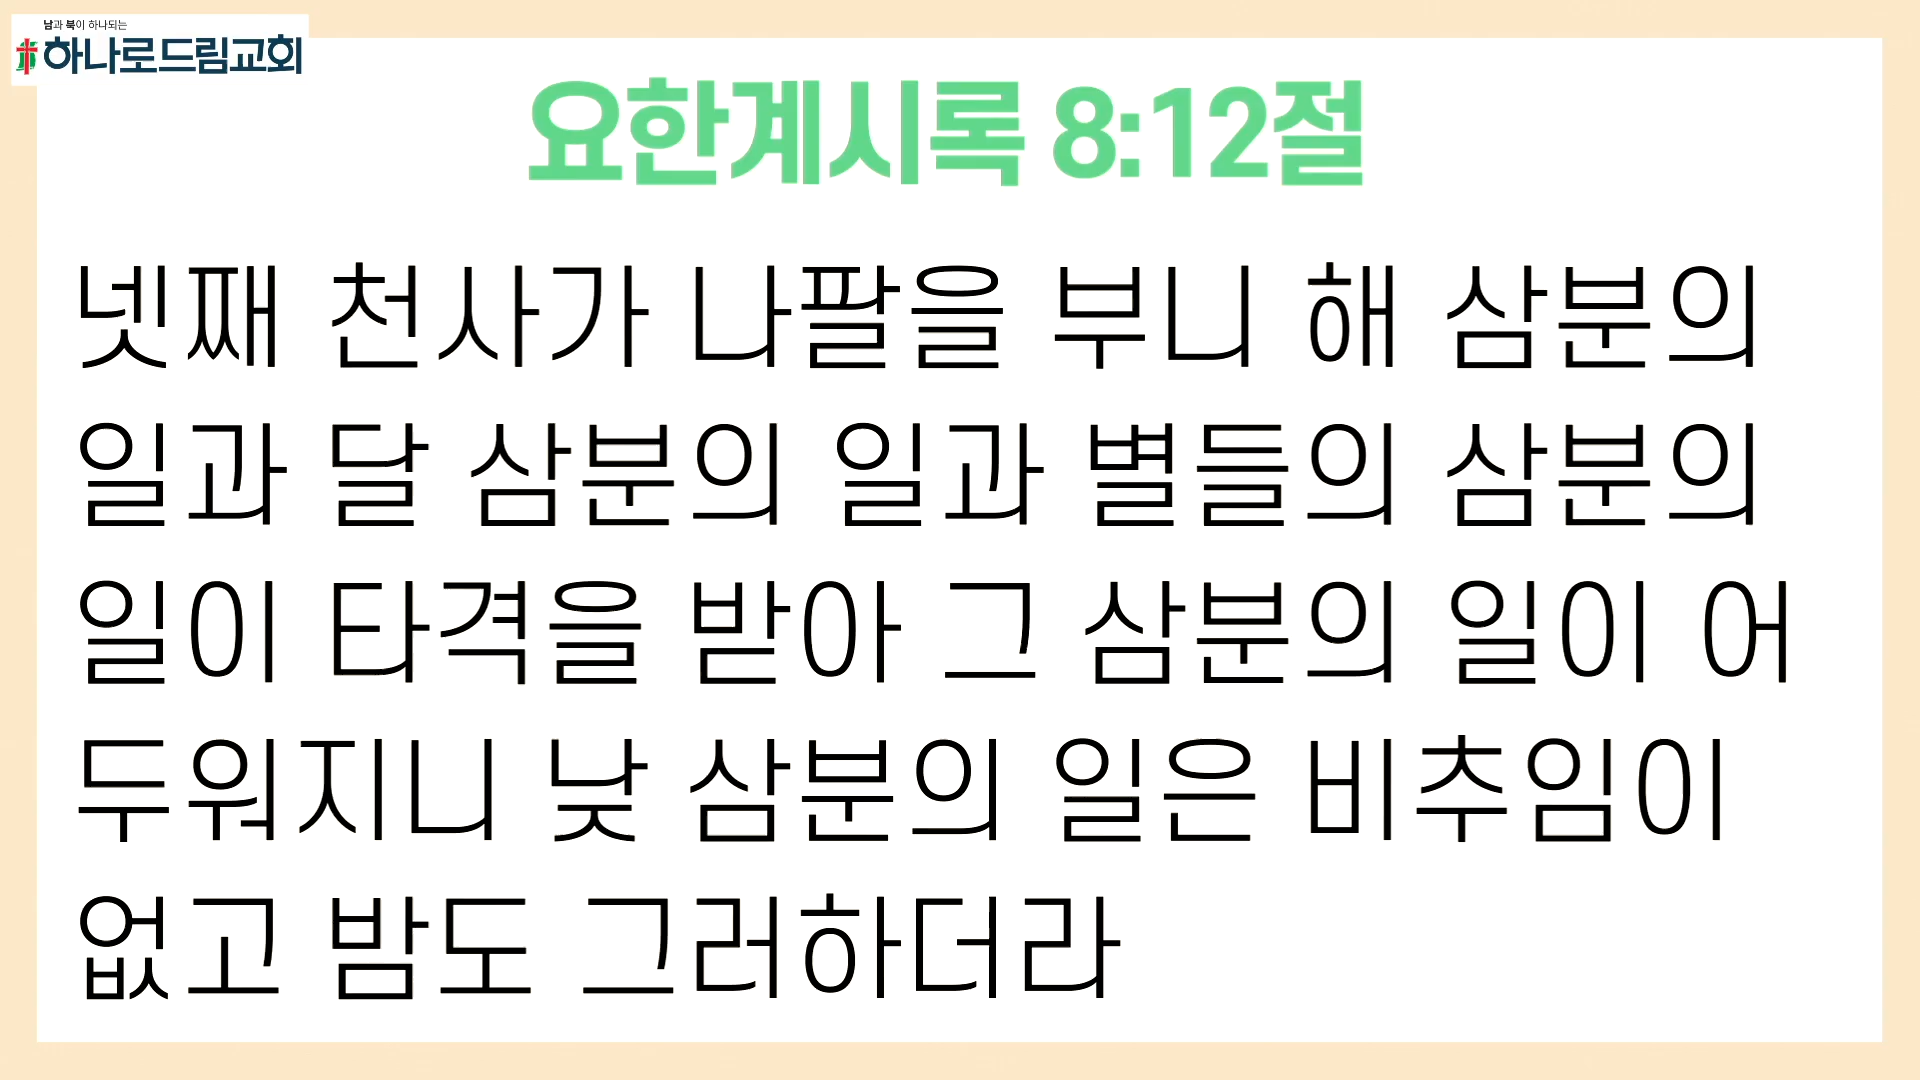 남과 북이 하나되는
하나로드림교회
요한계시록 8:12절
넷째 천사가 나팔을 부니 해 삼분의
일과 달 삼분의 일과 별들의 삼분의
일이 타격을 받아 그 삼분의 일이 어
두워지니 낮 삼분의 일은 비추임이
없고 밤도 그러하더라